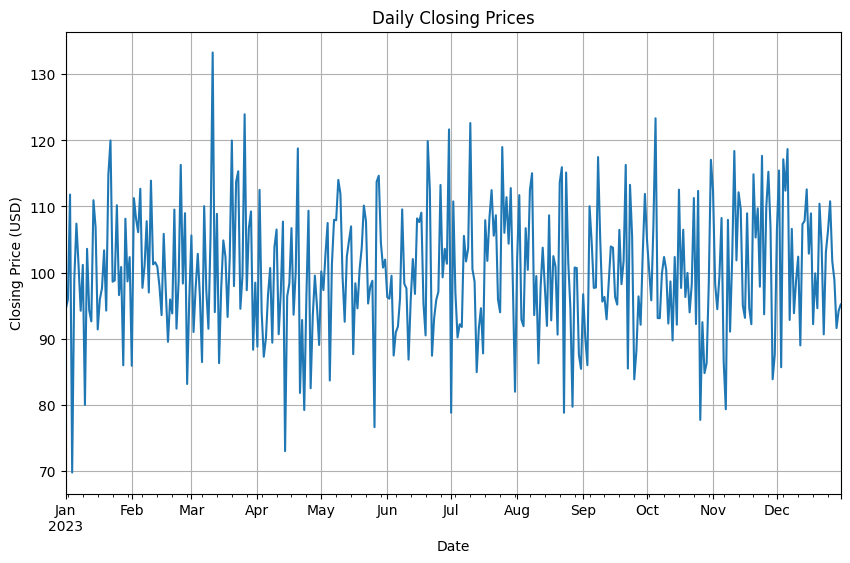 Daily Closing Prices
Closing Price (USD)
130
120
110
100
90
80
70
Jan Feb Mar Apr May Jun Jul Aug Sep Oct Nov Dec
2023
Date